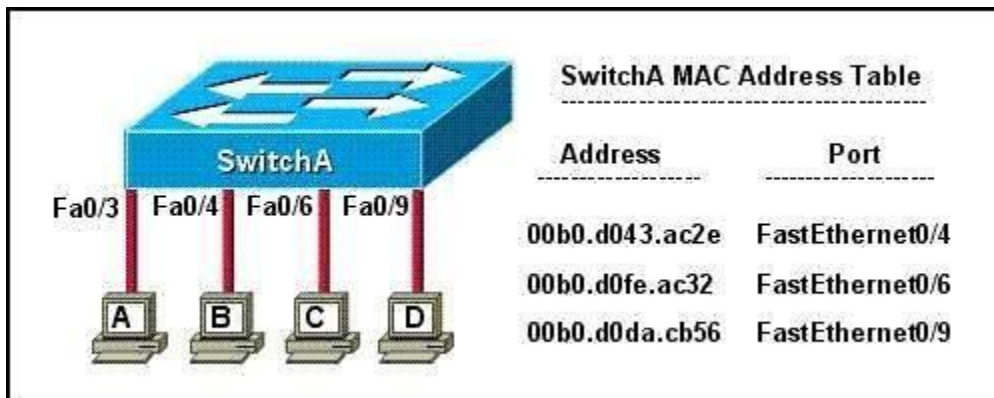 SwitchA
Fa0/3 Fa0/4 Fa0/6 Fa0/9
A B C D
SwitchA MAC Address Table
Address Port
00b0.d043.ac2e FastEthernet0/4
00b0.d0fe.ac32 FastEthernet0/6
00b0.d0da.cb56 FastEthernet0/9